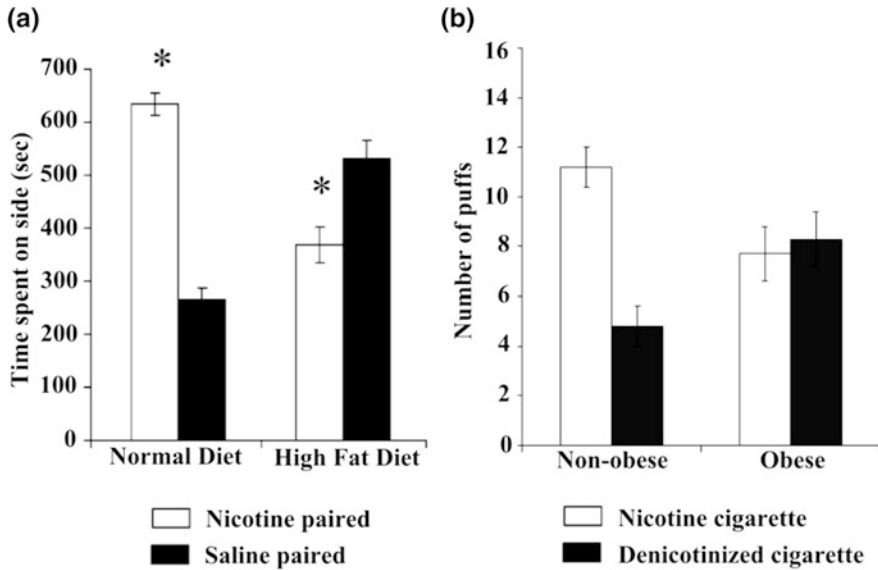 (a)
Time spent on side (sec)
700
600
500
400
300
200
100
0
*
*
Normal Diet
High Fat Diet
Nicotine paired
Saline paired
(b)
Number of puffs
16
14
12
10
8
6
4
2
0
Non-obese
Obese
Nicotine cigarette
Denicotinized cigarette